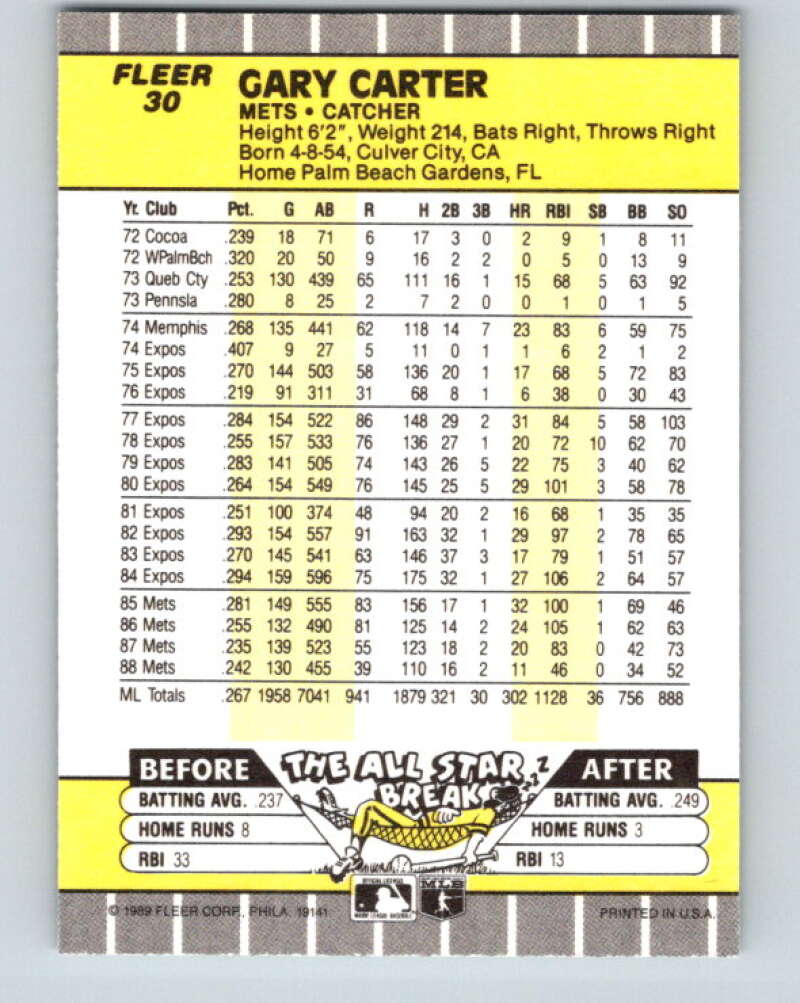 FLEER
30
GARY CARTER
METS • CATCHER
Height 6'2", Weight 214, Bats Right, Throws Right
Born 4-8-54, Culver City, CA
Home Palm Beach Gardens, FL
Yr. Club Pct. G AB R H 2B 3B HR RBI SB BB SO
72 Cocoa .239 18 71 6 17 3 0 2 9 1 8 11
72 WPalmBch .320 20 50 9 16 2 2 0 5 0 13 9
73 Queb Cty .253 130 439 65 111 16 1 15 68 5 63 92
73 Pennsla .280 8 25 2 7 2 0 0 1 0 1 5
74 Memphis .268 135 441 62 118 14 7 23 83 6 59 75
74 Expos .407 9 27 5 11 0 1 1 6 2 1 2
75 Expos .270 144 503 58 136 20 1 17 68 5 72 83
76 Expos .219 91 311 31 68 8 1 6 38 0 30 43
77 Expos .284 154 522 86 148 29 2 31 84 5 58 103
78 Expos .255 157 533 76 136 27 1 20 72 10 62 70
79 Expos .283 141 505 74 143 26 5 22 75 3 40 62
80 Expos .264 154 549 76 145 25 5 29 101 3 58 78
81 Expos .251 100 374 48 94 20 2 16 68 1 35 35
82 Expos .293 154 557 91 163 32 1 29 97 2 78 65
83 Expos .270 145 541 63 146 37 3 17 79 1 51 57
84 Expos .294 159 596 75 175 32 1 27 106 2 64 57
85 Mets .281 149 555 83 156 17 1 32 100 1 69 46
86 Mets .255 132 490 81 125 14 2 24 105 1 62 63
87 Mets .235 139 523 55 123 18 2 20 83 0 42 73
88 Mets .242 130 455 39 110 16 2 11 46 0 34 52
ML Totals .267 1958 7041 941 1879 321 30 302 1128 36 756 888
BEFORE THE ALL STAR BREAK ZZZ AFTER
BATTING AVG. .237 BATTING AVG. .249
HOME RUNS 8 HOME RUNS 3
RBI 33 RBI 13
OFFICIAL LICENSEE
MAJOR LEAGUE BASEBALL
MLB
© 1989 FLEER CORP., PHILA. 19141 PRINTED IN U.S.A.